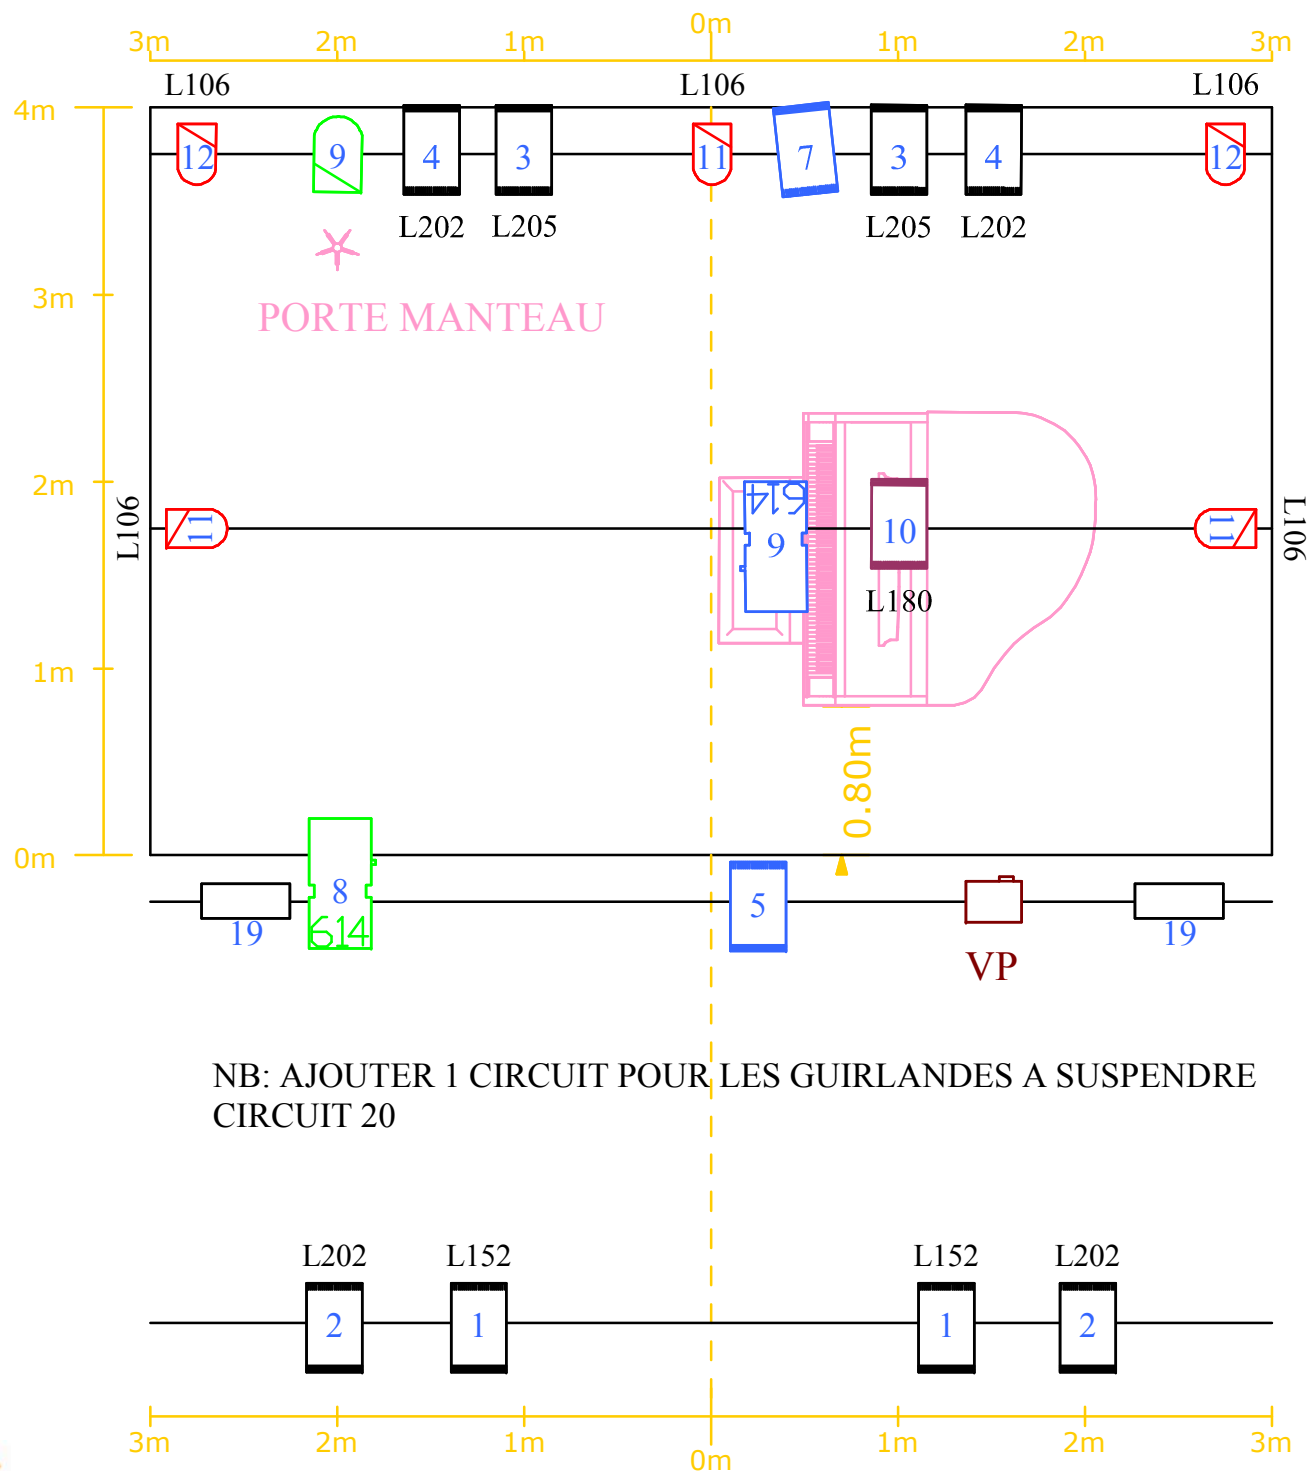 0m
3m 2m 1m 1m 2m 3m
L106 L106 L106
4m
12 9 4 3 11 7 3 4 12
L202 L205 L205 L202
3m
PORTE MANTEAU
2m
614
L106 11 9 10 11 L106
L180
1m
0.80m
0m
8 5
19 614 19
VP
NB: AJOUTER 1 CIRCUIT POUR LES GUIRLANDES A SUSPENDRE
CIRCUIT 20
L202 L152 L152 L202
2 1 1 2
3m 2m 1m 0m 1m 2m 3m